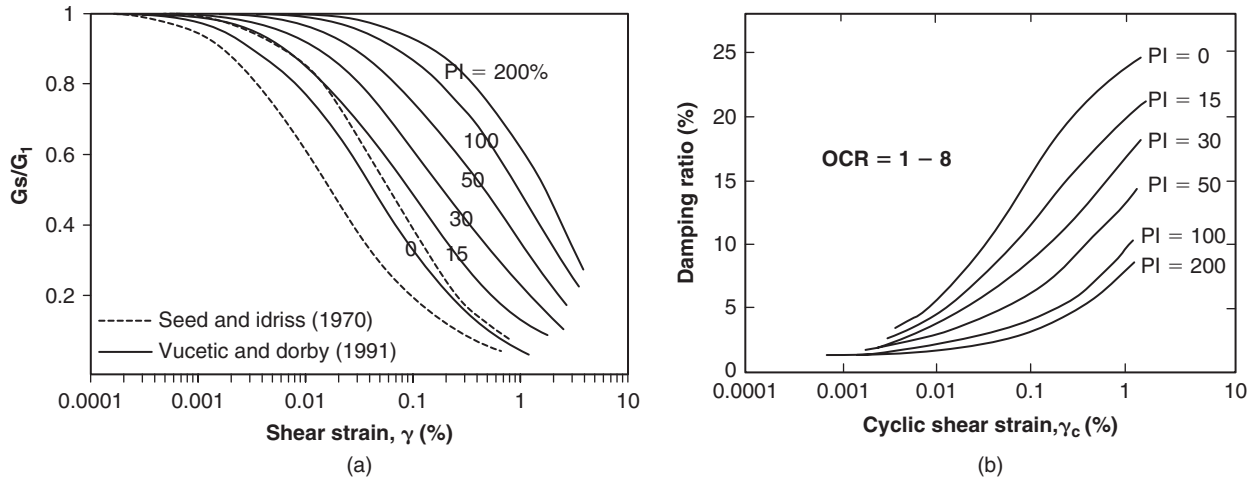 1
0.8
0.6
0.4
0.2
Gs/G1
PI = 200%
100
50
30
15
0
Seed and idriss (1970)
Vucetic and dorby (1991)
0.0001 0.001 0.01 0.1 1 10
Shear strain, γ (%)
(a)
25
20
15
10
5
0
Damping ratio (%)
OCR = 1 – 8
PI = 0
PI = 15
PI = 30
PI = 50
PI = 100
PI = 200
0.0001 0.001 0.01 0.1 1 10
Cyclic shear strain,γc (%)
(b)